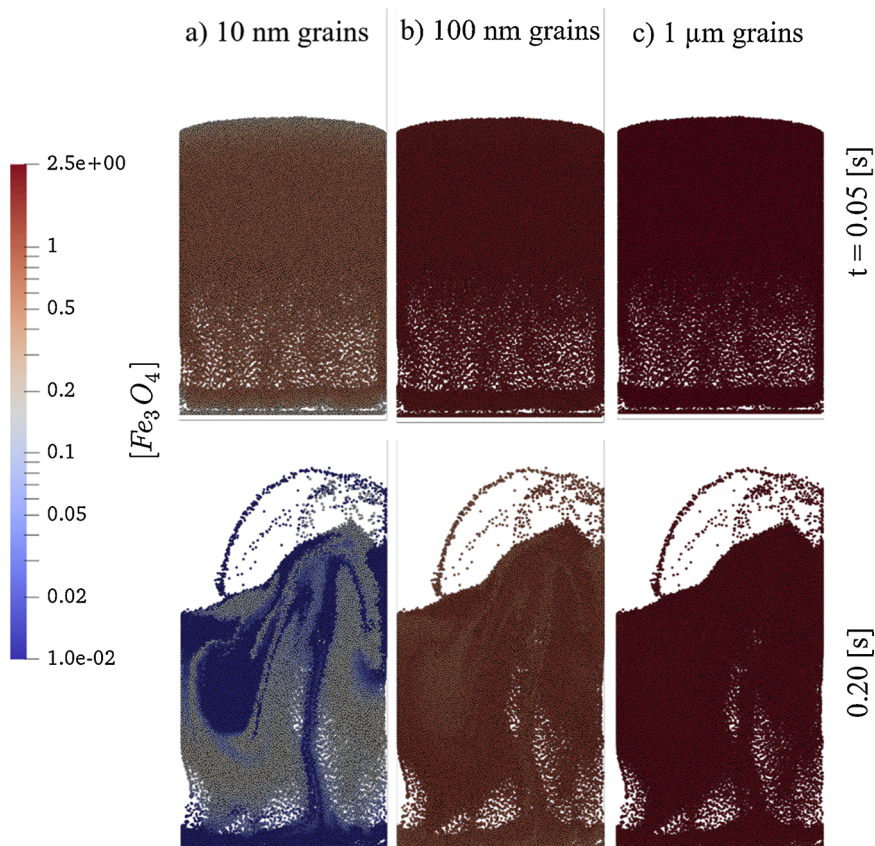 a) 10 nm grains
b) 100 nm grains
c) 1 µm grains
2.5e+00
1
0.5
0.2
0.1
0.05
0.02
1.0e-02
[Fe3O4]
t = 0.05 [s]
0.20 [s]